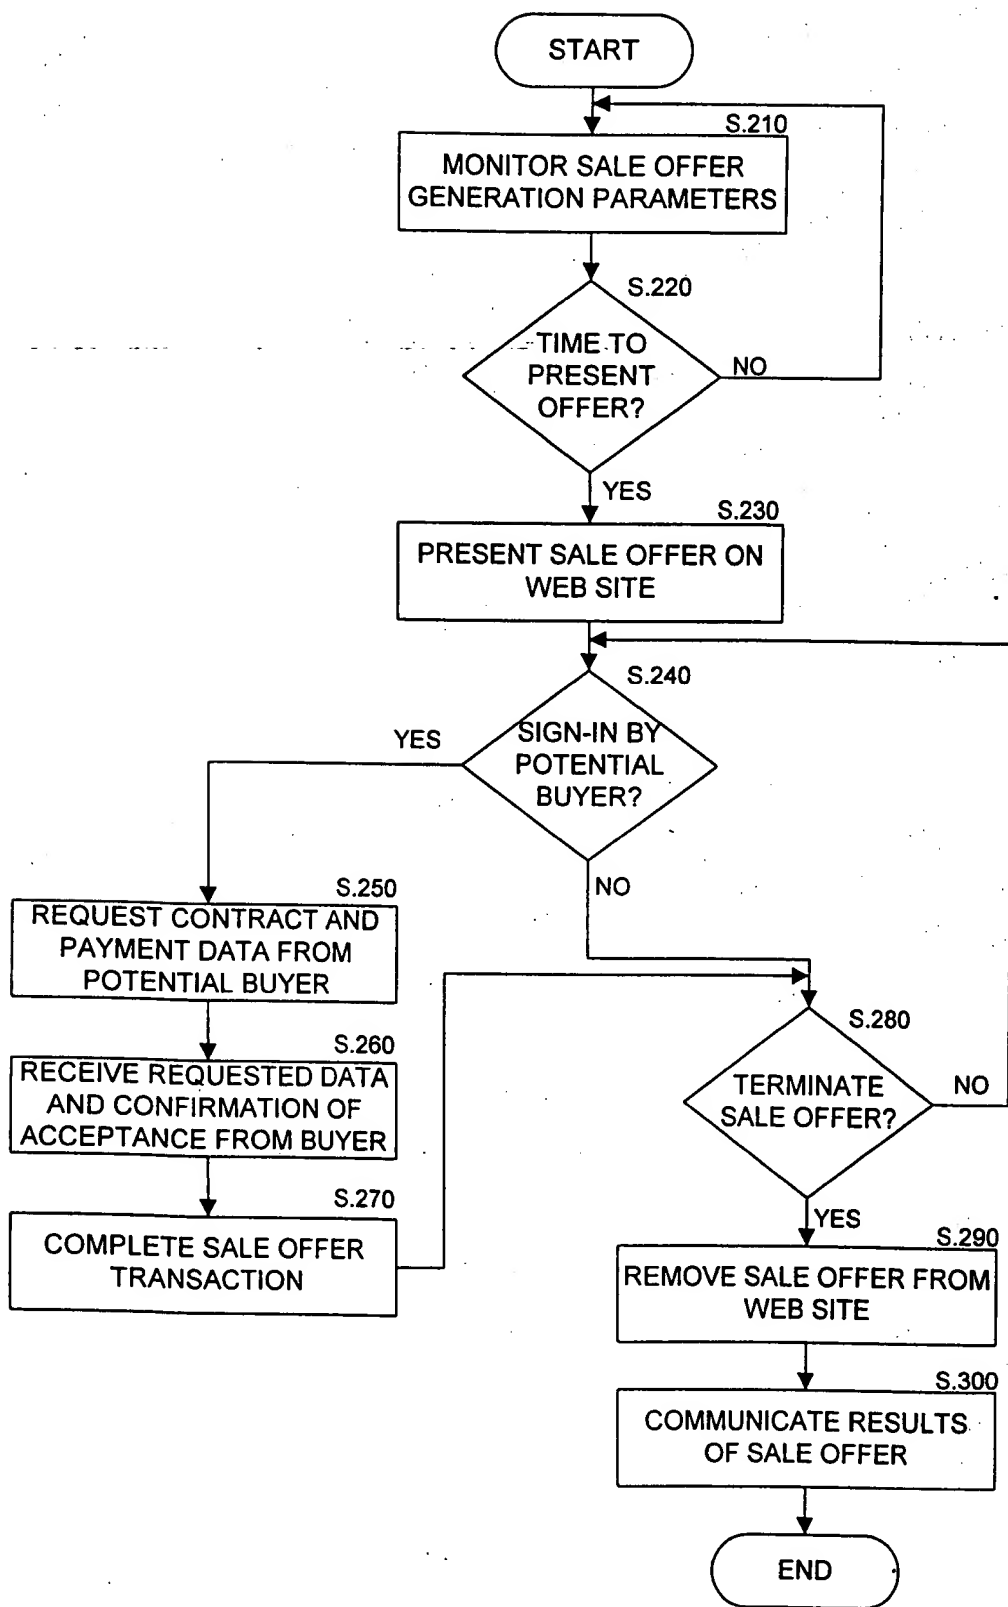 START
S.210
MONITOR SALE OFFER
GENERATION PARAMETERS
S.220
TIME TO
PRESENT
OFFER?
NO
YES
S.230
PRESENT SALE OFFER ON
WEB SITE
S.240
SIGN-IN BY
POTENTIAL
BUYER?
YES
NO
S.250
REQUEST CONTRACT AND
PAYMENT DATA FROM
POTENTIAL BUYER
S.260
RECEIVE REQUESTED DATA
AND CONFIRMATION OF
ACCEPTANCE FROM BUYER
S.270
COMPLETE SALE OFFER
TRANSACTION
S.280
TERMINATE
SALE OFFER?
NO
YES
S.290
REMOVE SALE OFFER FROM
WEB SITE
S.300
COMMUNICATE RESULTS
OF SALE OFFER
END